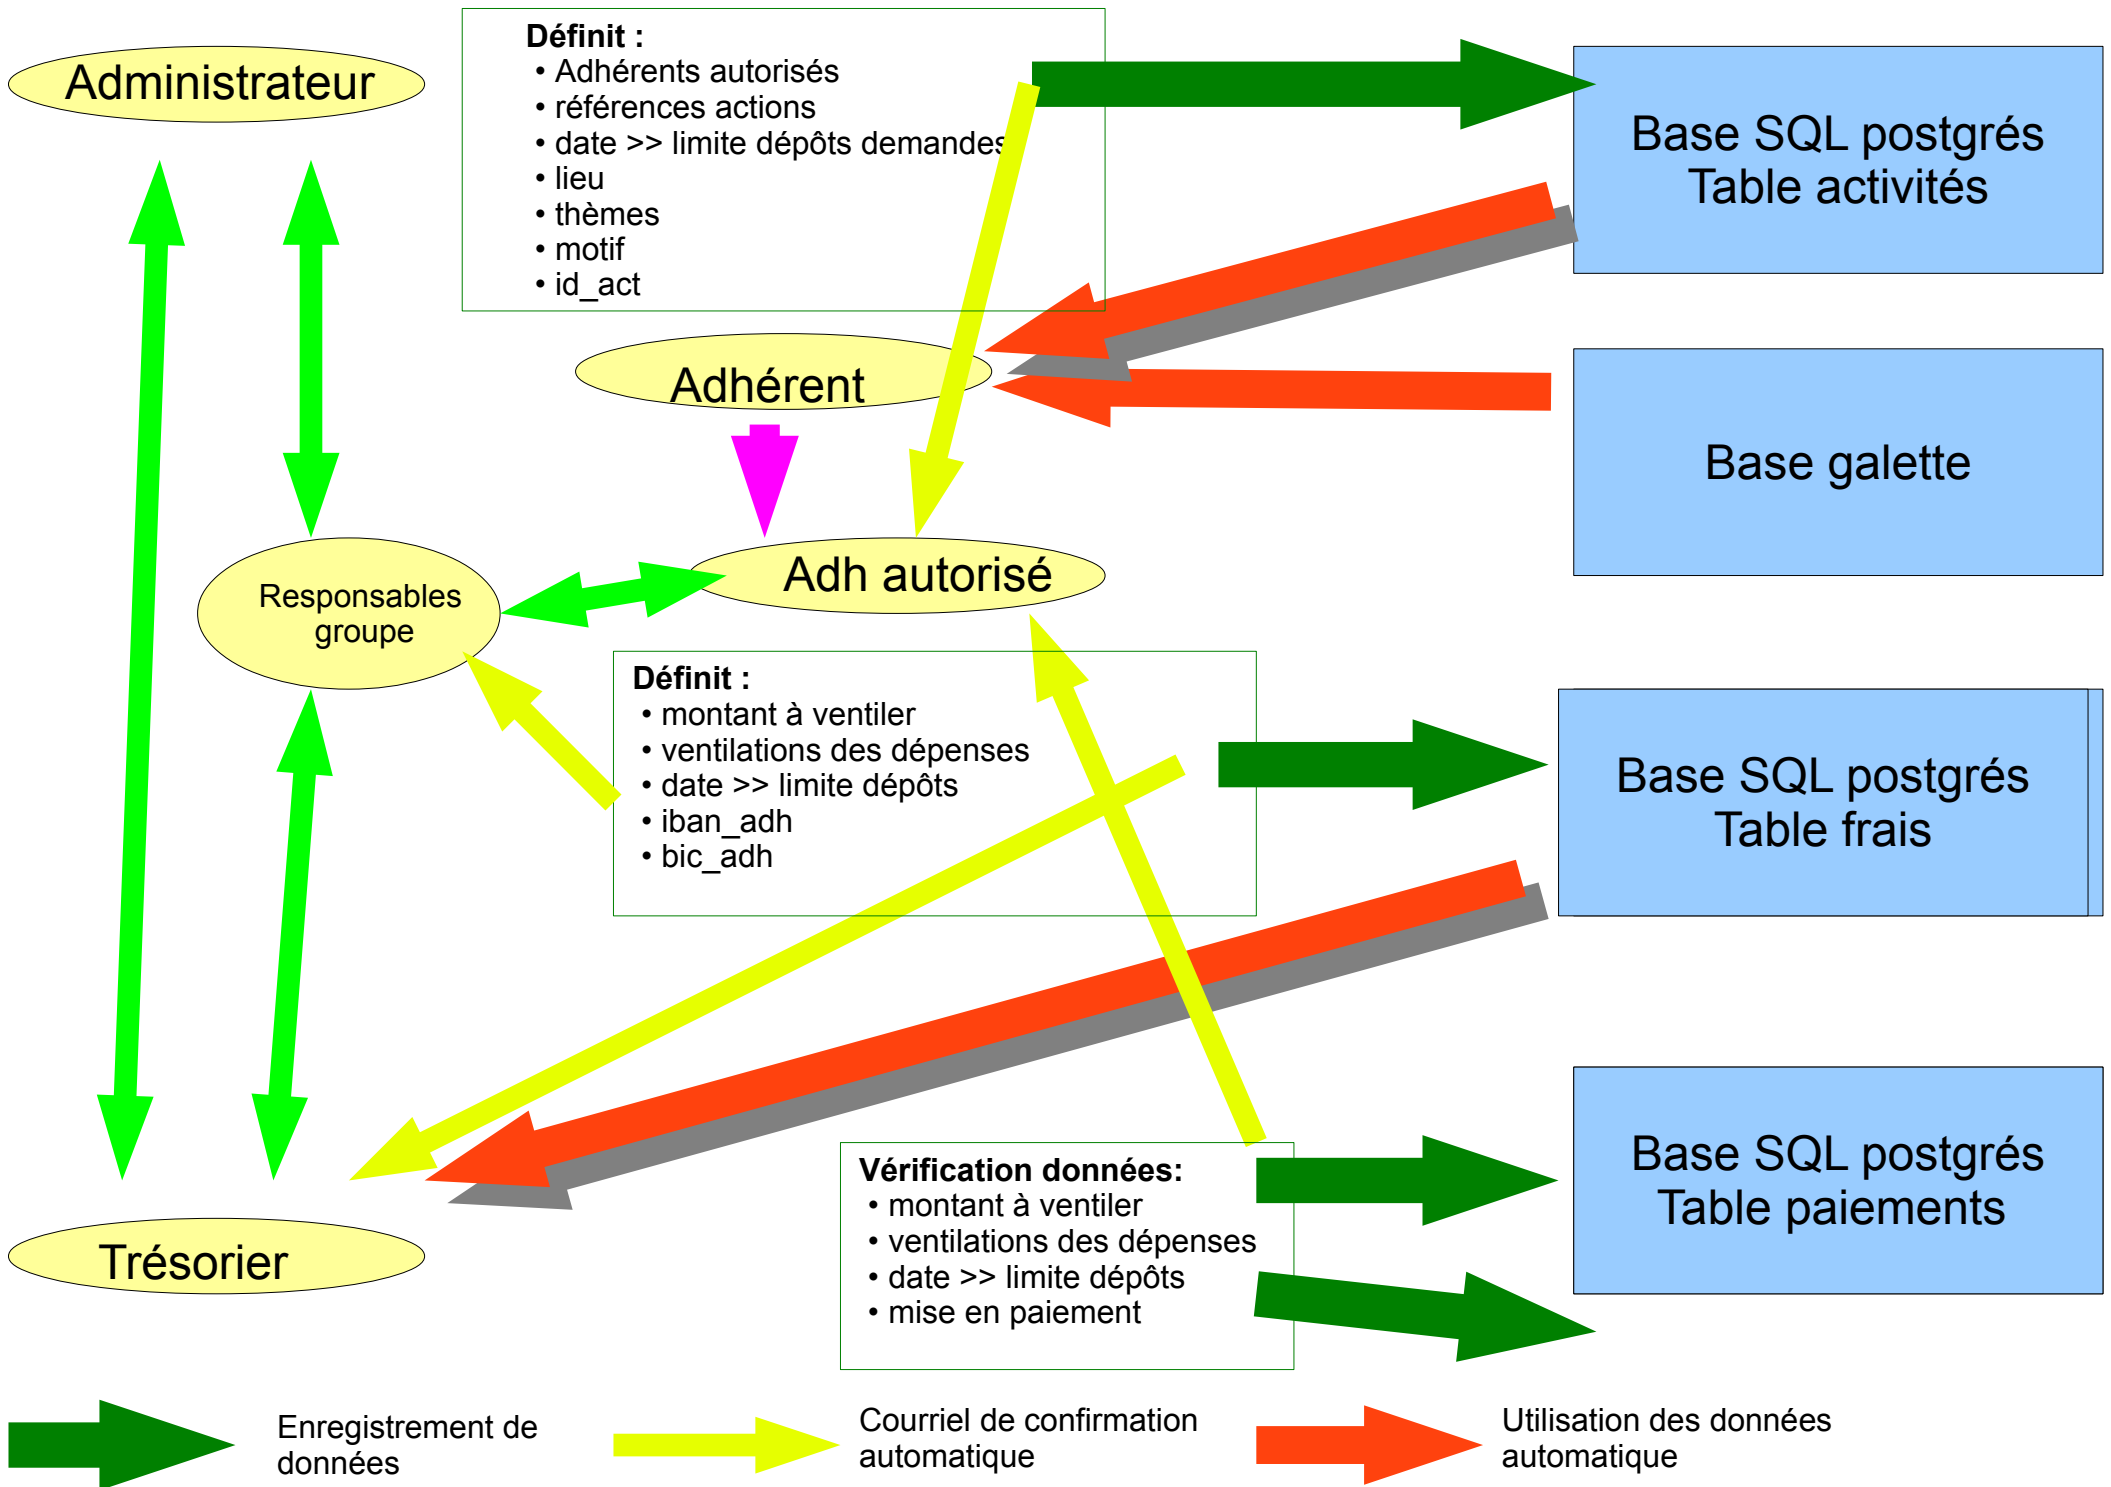 Administrateur
Définit :
• Adhérents autorisés
• références actions
• date >> limite dépôts demandes
• lieu
• thèmes
• motif
• id_act
Base SQL postgrés
Table activités
Adhérent
Base galette
Adh autorisé
Responsables
groupe
Définit :
• montant à ventiler
• ventilations des dépenses
• date >> limite dépôts
• iban_adh
• bic_adh
Base SQL postgrés
Table frais
Vérification données:
• montant à ventiler
• ventilations des dépenses
• date >> limite dépôts
• mise en paiement
Base SQL postgrés
Table paiements
Trésorier
Enregistrement de
données
Courriel de confirmation
automatique
Utilisation des données
automatique